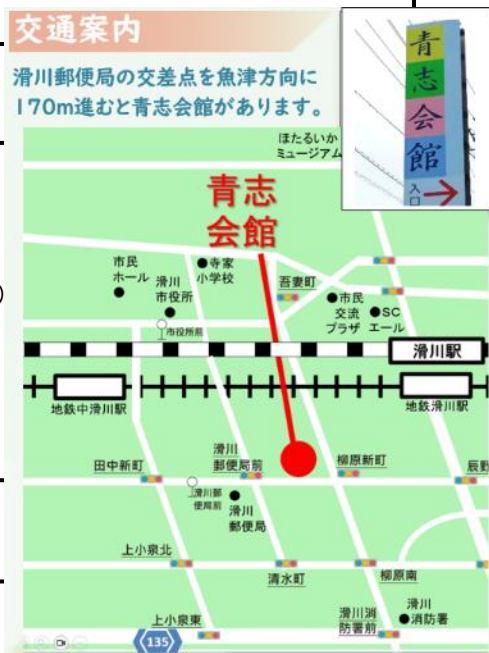 交通案内
滑川郵便局の交差点を魚津方向に
170m進むと青志会館があります。
青
志
会
館
入
口
ほたるいか
ミュージアム
青志
会館
市民
ホール
滑川
市役所
寺家
小学校
吾妻町
市民
交流
プラザ
SC
エール
市役所前
滑川駅
地鉄中滑川駅
地鉄滑川駅
田中新町
滑川
郵便局前
柳原新町
辰野
滑川郵
便局前
滑川
郵便局
上小泉北
清水町
柳原南
上小泉東
135
滑川消
防署前
滑川
消防署